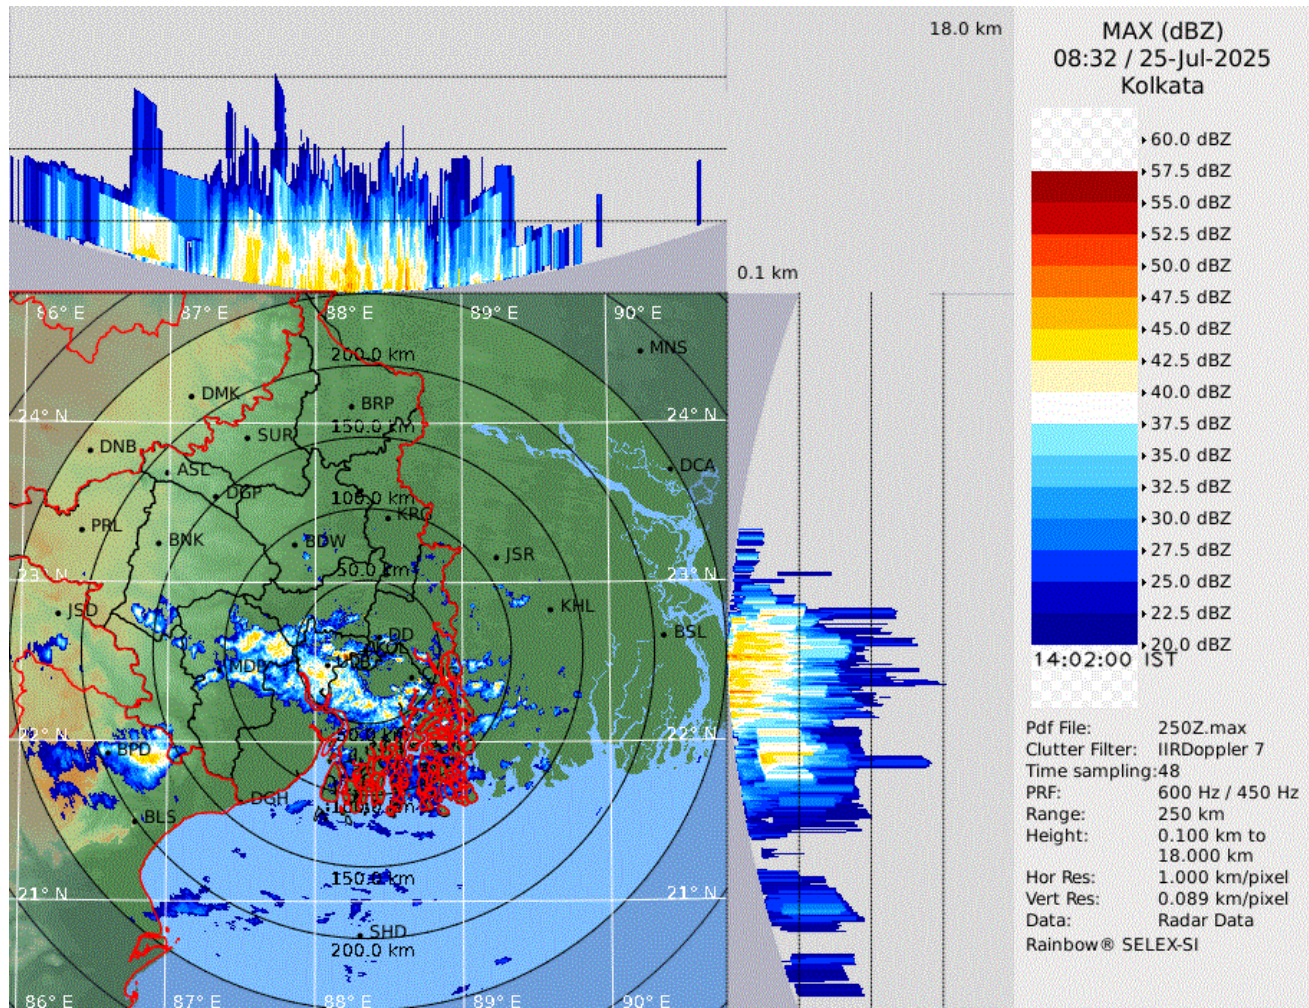 18.0 km
0.1 km
MAX (dBZ)
08:32 / 25-Jul-2025
Kolkata
60.0 dBZ
57.5 dBZ
55.0 dBZ
52.5 dBZ
50.0 dBZ
47.5 dBZ
45.0 dBZ
42.5 dBZ
40.0 dBZ
37.5 dBZ
35.0 dBZ
32.5 dBZ
30.0 dBZ
27.5 dBZ
25.0 dBZ
22.5 dBZ
20.0 dBZ
14:02:00 IST
Pdf File: 250Z.max
Clutter Filter: IIRDoppler 7
Time sampling:48
PRF: 600 Hz / 450 Hz
Range: 250 km
Height: 0.100 km to
18.000 km
Hor Res: 1.000 km/pixel
Vert Res: 0.089 km/pixel
Data: Radar Data
Rainbow® SELEX-SI
86° E 87° E 88° E 89° E 90° E
MNS
200.0 km
DMK
BRP
24° N 24° N
150.0 km
SUR
DNB
DCA
ASL
DGP
100.0 km
KRG
PRL
BNK
BDW
JSR
50.0 km
23° N 23° N
JSD
KHL
BSL
DD
MDP
22° N 22° N
50.0 km
BPD
DGH
100.0 km
BLS
150.0 km
21° N 21° N
SHD
200.0 km
86° E 87° E 88° E 89° E 90° E